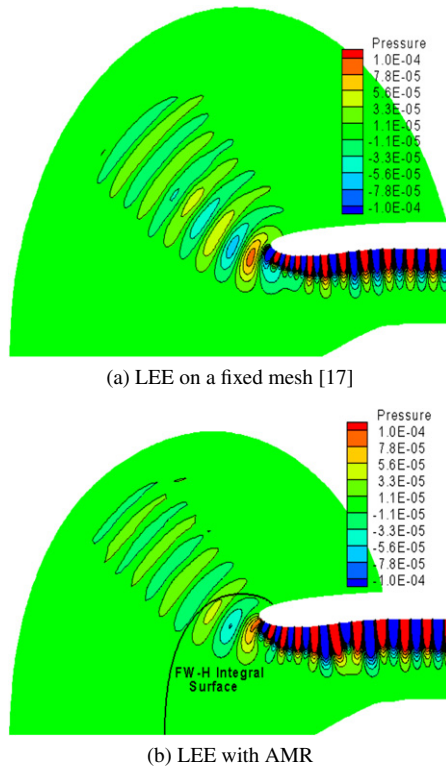 Pressure
1.0E-04
7.8E-05
5.6E-05
3.3E-05
1.1E-05
-1.1E-05
-3.3E-05
-5.6E-05
-7.8E-05
-1.0E-04
(a) LEE on a fixed mesh [17]
Pressure
1.0E-04
7.8E-05
5.6E-05
3.3E-05
1.1E-05
-1.1E-05
-3.3E-05
-5.6E-05
-7.8E-05
-1.0E-04
FW-H Integral
Surface
(b) LEE with AMR